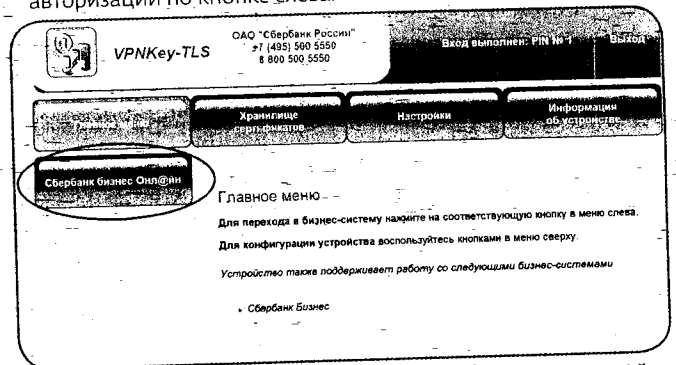 авторизации по кнопке слева
VPNKey-TLS
ОАО "Сбербанк России"
+7 (495) 500 5550
8 800 500 5550
Вход выполнен: PIN № 1
Выход
Хранилище
сертификатов
Настройки
Информация
об устройстве
Сбербанк бизнес Онл@йн
Главное меню
Для перехода в бизнес-систему нажмите на соответствующую кнопку в меню слева.
Для конфигурации устройства воспользуйтесь кнопками в меню сверху.
Устройство также поддерживает работу со следующими бизнес-системами
• Сбербанк Бизнес